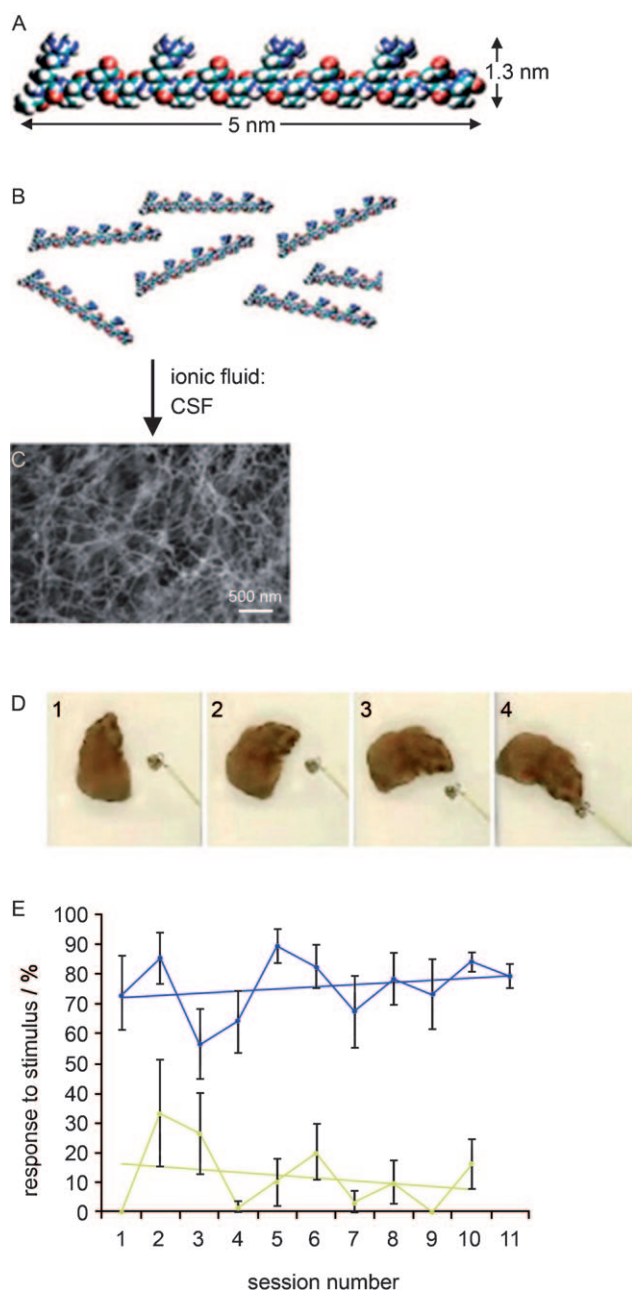 A
1.3 nm
5 nm
B
ionic fluid:
CSF
C
500 nm
D
1
2
3
4
E
100
90
80
70
60
50
40
30
20
10
0
response to stimulus / %
1 2 3 4 5 6 7 8 9 10 11
session number